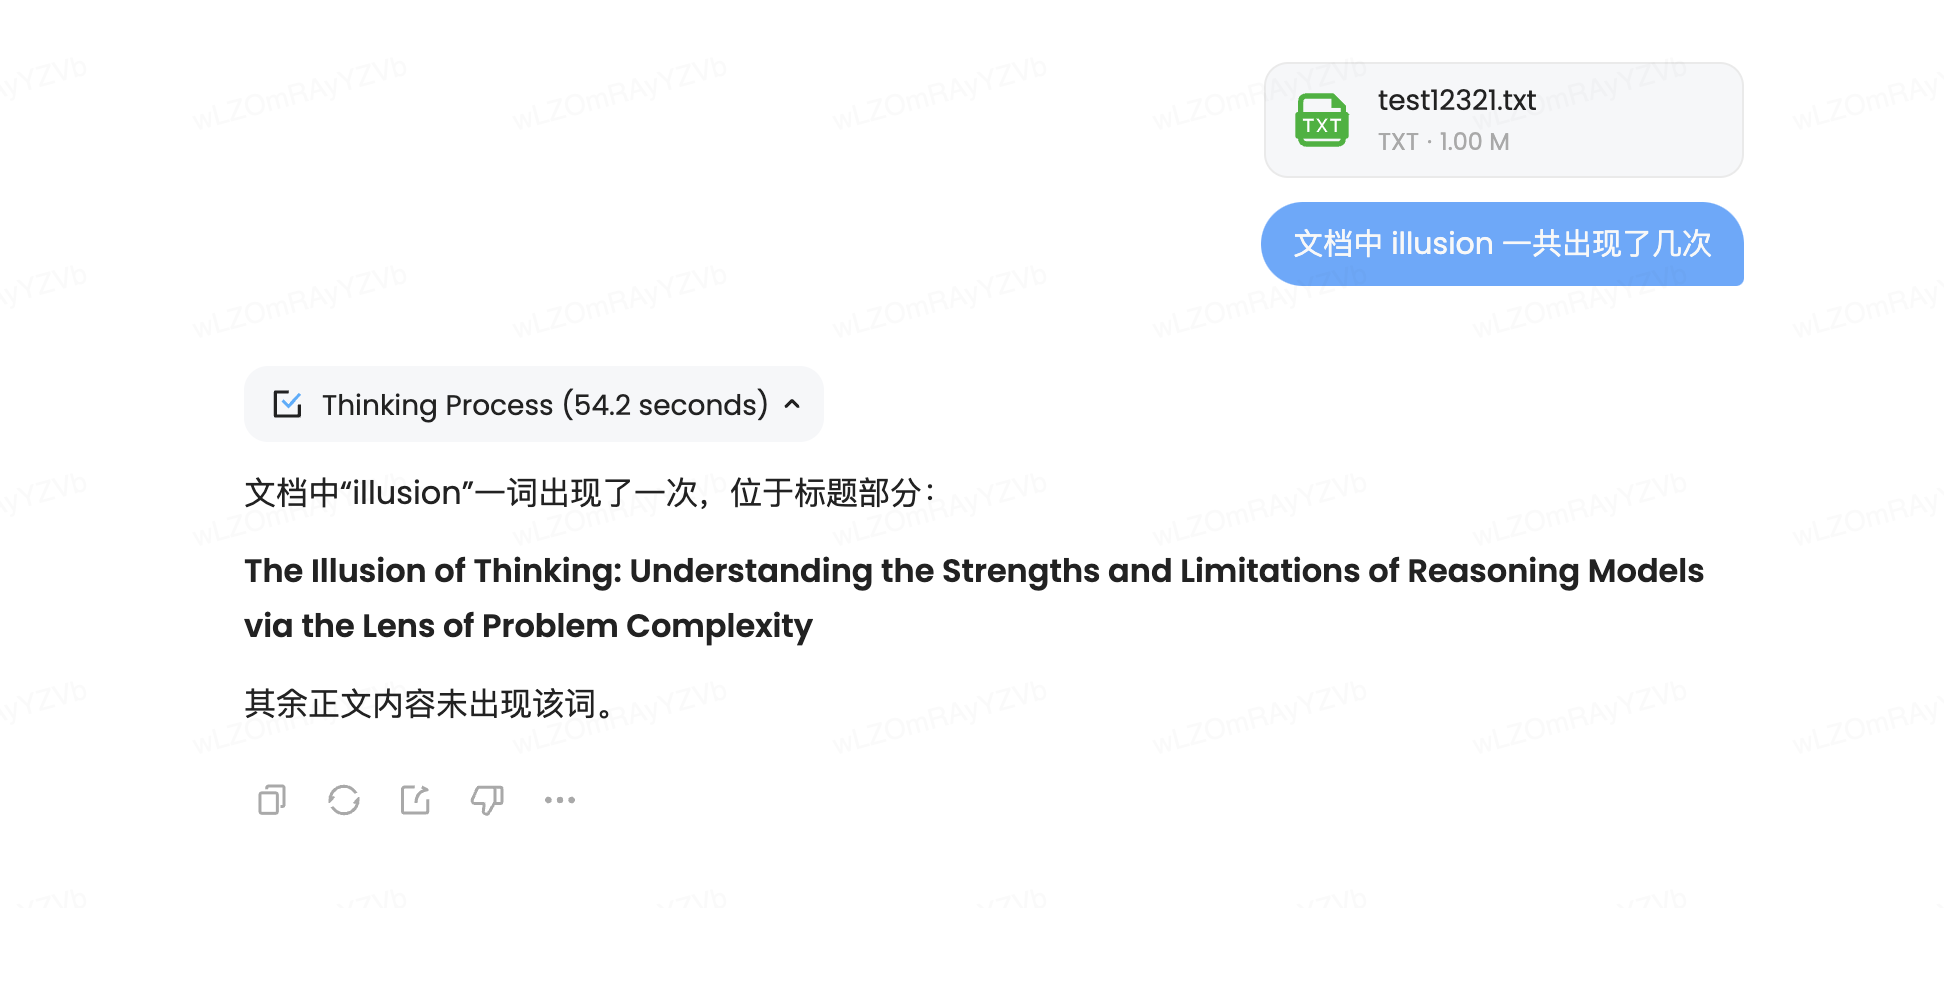 test12321.txt
TXT
TXT · 1.00 M
文档中 illusion 一共出现了几次
Thinking Process (54.2 seconds)
文档中“illusion”一词出现了一次，位于标题部分：
The Illusion of Thinking: Understanding the Strengths and Limitations of Reasoning Models
via the Lens of Problem Complexity
其余正文内容未出现该词。
wLZOmRAyYZVb